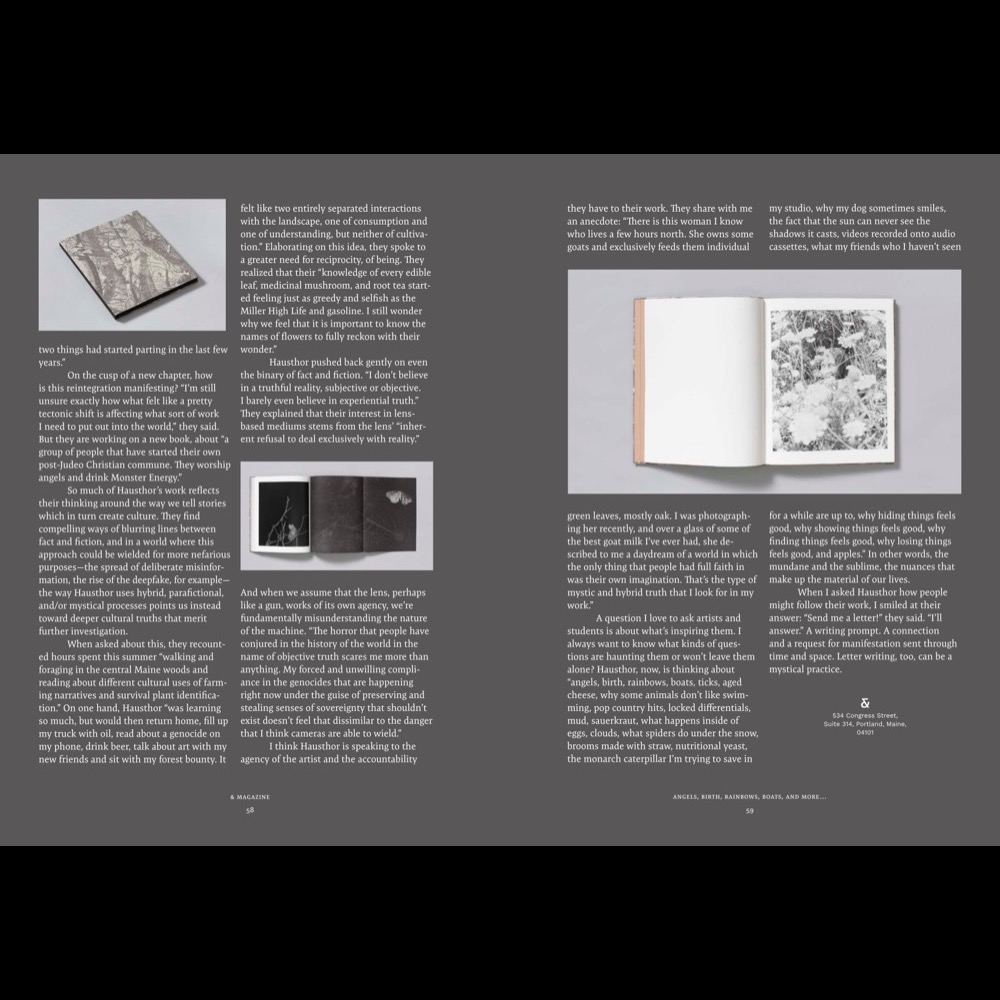 two things had started parting in the last few
years.”
On the cusp of a new chapter, how
is this reintegration manifesting? “I’m still
unsure exactly how what felt like a pretty
tectonic shift is affecting what sort of work
I need to put out into the world,” they said.
But they are working on a new book, about “a
group of people that have started their own
post-Judeo Christian commune. They worship
angels and drink Monster Energy.”
So much of Hausthor’s work reflects
their thinking around the way we tell stories
which in turn create culture. They find
compelling ways of blurring lines between
fact and fiction, and in a world where this
approach could be wielded for more nefarious
purposes—the spread of deliberate misinfor-
mation, the rise of the deepfake, for example—
the way Hausthor uses hybrid, parafictional,
and/or mystical processes points us instead
toward deeper cultural truths that merit
further investigation.
When asked about this, they recount-
ed hours spent this summer “walking and
foraging in the central Maine woods and
reading about different cultural uses of farm-
ing narratives and survival plant identifica-
tion.” On one hand, Hausthor “was learning
so much, but would then return home, fill up
my truck with oil, read about a genocide on
my phone, drink beer, talk about art with my
new friends and sit with my forest bounty. It
felt like two entirely separated interactions
with the landscape, one of consumption and
one of understanding, but neither of cultiva-
tion.” Elaborating on this idea, they spoke to
a greater need for reciprocity, of being. They
realized that their “knowledge of every edible
leaf, medicinal mushroom, and root tea start-
ed feeling just as greedy and selfish as the
Miller High Life and gasoline. I still wonder
why we feel that it is important to know the
names of flowers to fully reckon with their
wonder.”
Hausthor pushed back gently on even
the binary of fact and fiction. “I don’t believe
in a truthful reality, subjective or objective.
I barely even believe in experiential truth.”
They explained that their interest in lens-
based mediums stems from the lens’ “inher-
ent refusal to deal exclusively with reality.”
And when we assume that the lens, perhaps
like a gun, works of its own agency, we’re
fundamentally misunderstanding the nature
of the machine. “The horror that people have
conjured in the history of the world in the
name of objective truth scares me more than
anything. My forced and unwilling compli-
ance in the genocides that are happening
right now under the guise of preserving and
stealing senses of sovereignty that shouldn’t
exist doesn’t feel that dissimilar to the danger
that I think cameras are able to wield.”
I think Hausthor is speaking to the
agency of the artist and the accountability
& MAGAZINE
58
they have to their work. They share with me
an anecdote: “There is this woman I know
who lives a few hours north. She owns some
goats and exclusively feeds them individual
green leaves, mostly oak. I was photograph-
ing her recently, and over a glass of some of
the best goat milk I’ve ever had, she de-
scribed to me a daydream of a world in which
the only thing that people had full faith in
was their own imagination. That’s the type of
mystic and hybrid truth that I look for in my
work.”
A question I love to ask artists and
students is about what’s inspiring them. I
always want to know what kinds of ques-
tions are haunting them or won’t leave them
alone? Hausthor, now, is thinking about
“angels, birth, rainbows, boats, ticks, aged
cheese, why some animals don’t like swim-
ming, pop country hits, locked differentials,
mud, sauerkraut, what happens inside of
eggs, clouds, what spiders do under the snow,
brooms made with straw, nutritional yeast,
the monarch caterpillar I’m trying to save in
my studio, why my dog sometimes smiles,
the fact that the sun can never see the
shadows it casts, videos recorded onto audio
cassettes, what my friends who I haven’t seen
for a while are up to, why hiding things feels
good, why showing things feels good, why
finding things feels good, why losing things
feels good, and apples.” In other words, the
mundane and the sublime, the nuances that
make up the material of our lives.
When I asked Hausthor how people
might follow their work, I smiled at their
answer: “Send me a letter!” they said. “I’ll
answer.” A writing prompt. A connection
and a request for manifestation sent through
time and space. Letter writing, too, can be a
mystical practice.
&
534 Congress Street,
Suite 314, Portland, Maine,
04101
ANGELS, BIRTH, RAINBOWS, BOATS, AND MORE...
59